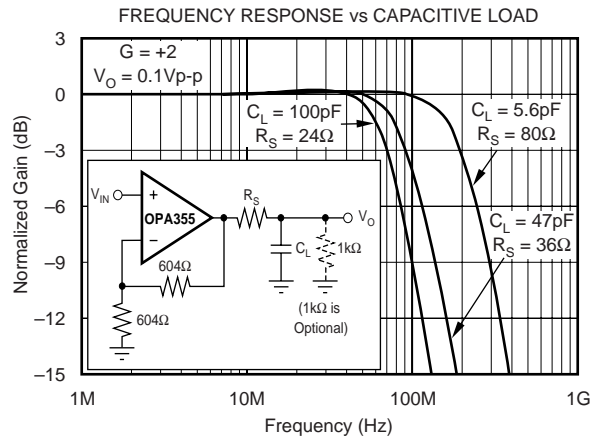 FREQUENCY RESPONSE vs CAPACITIVE LOAD
3
0
–3
–6
–9
–12
–15
Normalized Gain (dB)
G = +2
V_O = 0.1Vp-p
C_L = 100pF
R_S = 24Ω
C_L = 5.6pF
R_S = 80Ω
C_L = 47pF
R_S = 36Ω
V_IN
+
OPA355
–
R_S
V_O
C_L
1kΩ
604Ω
604Ω
(1kΩ is
Optional)
1M
10M
100M
1G
Frequency (Hz)